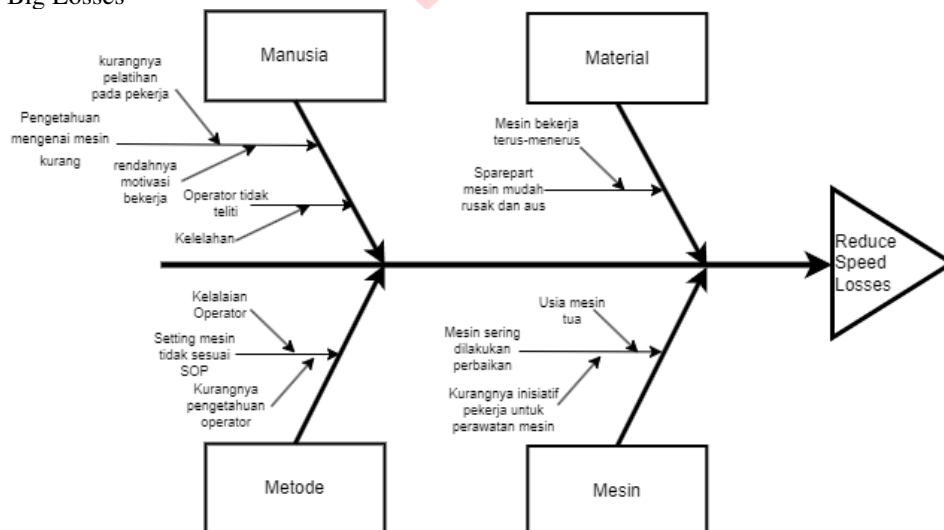 Big Losses
Manusia
Material
kurangnya
pelatihan
pada pekerja
Pengetahuan
mengenai mesin
kurang
rendahnya
motivasi
bekerja
Operator tidak
teliti
Kelelahan
Mesin bekerja
terus-menerus
Sparepart
mesin mudah
rusak dan aus
Reduce
Speed
Losses
Kelalaian
Operator
Setting mesin
tidak sesuai
SOP
Kurangnya
pengetahuan
operator
Usia mesin
tua
Mesin sering
dilakukan
perbaikan
Kurangnya inisiatif
pekerja untuk
perawatan mesin
Metode
Mesin